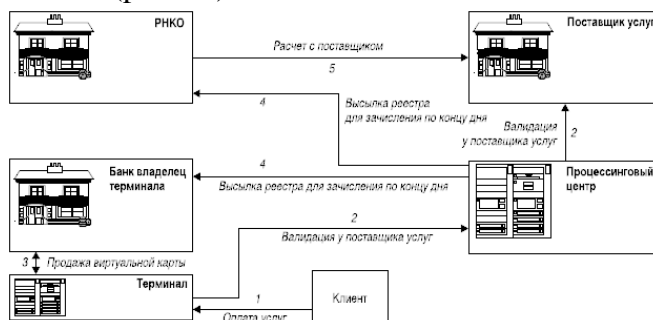 РНКО
Поставщик услуг
Расчет с поставщиком
5
4
Высылка реестра
для зачисления по концу дня
Валидация
у поставщика
услуг
2
Банк владелец
терминала
4
Высылка реестра для зачисления по концу дня
Процессинговый
центр
2
Валидация у поставщика услуг
3
Продажа виртуальной карты
Терминал
1
Оплата услуг
Клиент